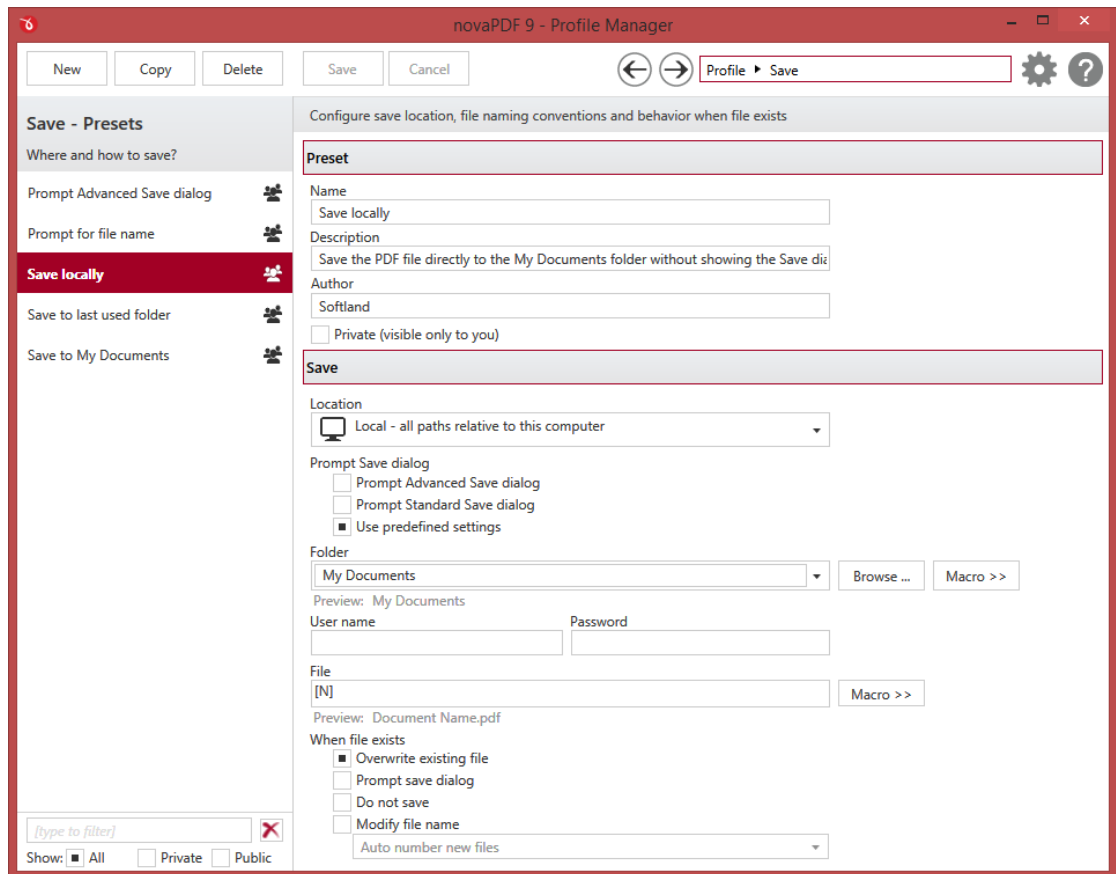 novaPDF 9 - Profile Manager
New Copy Delete Save Cancel Profile Save
Save - Presets
Where and how to save?
Prompt Advanced Save dialog
Prompt for file name
Save locally
Save to last used folder
Save to My Documents
[type to filter]
Show: All Private Public
Configure save location, file naming conventions and behavior when file exists
Preset
Name
Save locally
Description
Save the PDF file directly to the My Documents folder without showing the Save dia
Author
Softland
Private (visible only to you)
Save
Location
Local - all paths relative to this computer
Prompt Save dialog
Prompt Advanced Save dialog
Prompt Standard Save dialog
Use predefined settings
Folder
My Documents Browse ... Macro >>
Preview: My Documents
User name Password
File
[N] Macro >>
Preview: Document Name.pdf
When file exists
Overwrite existing file
Prompt save dialog
Do not save
Modify file name
Auto number new files